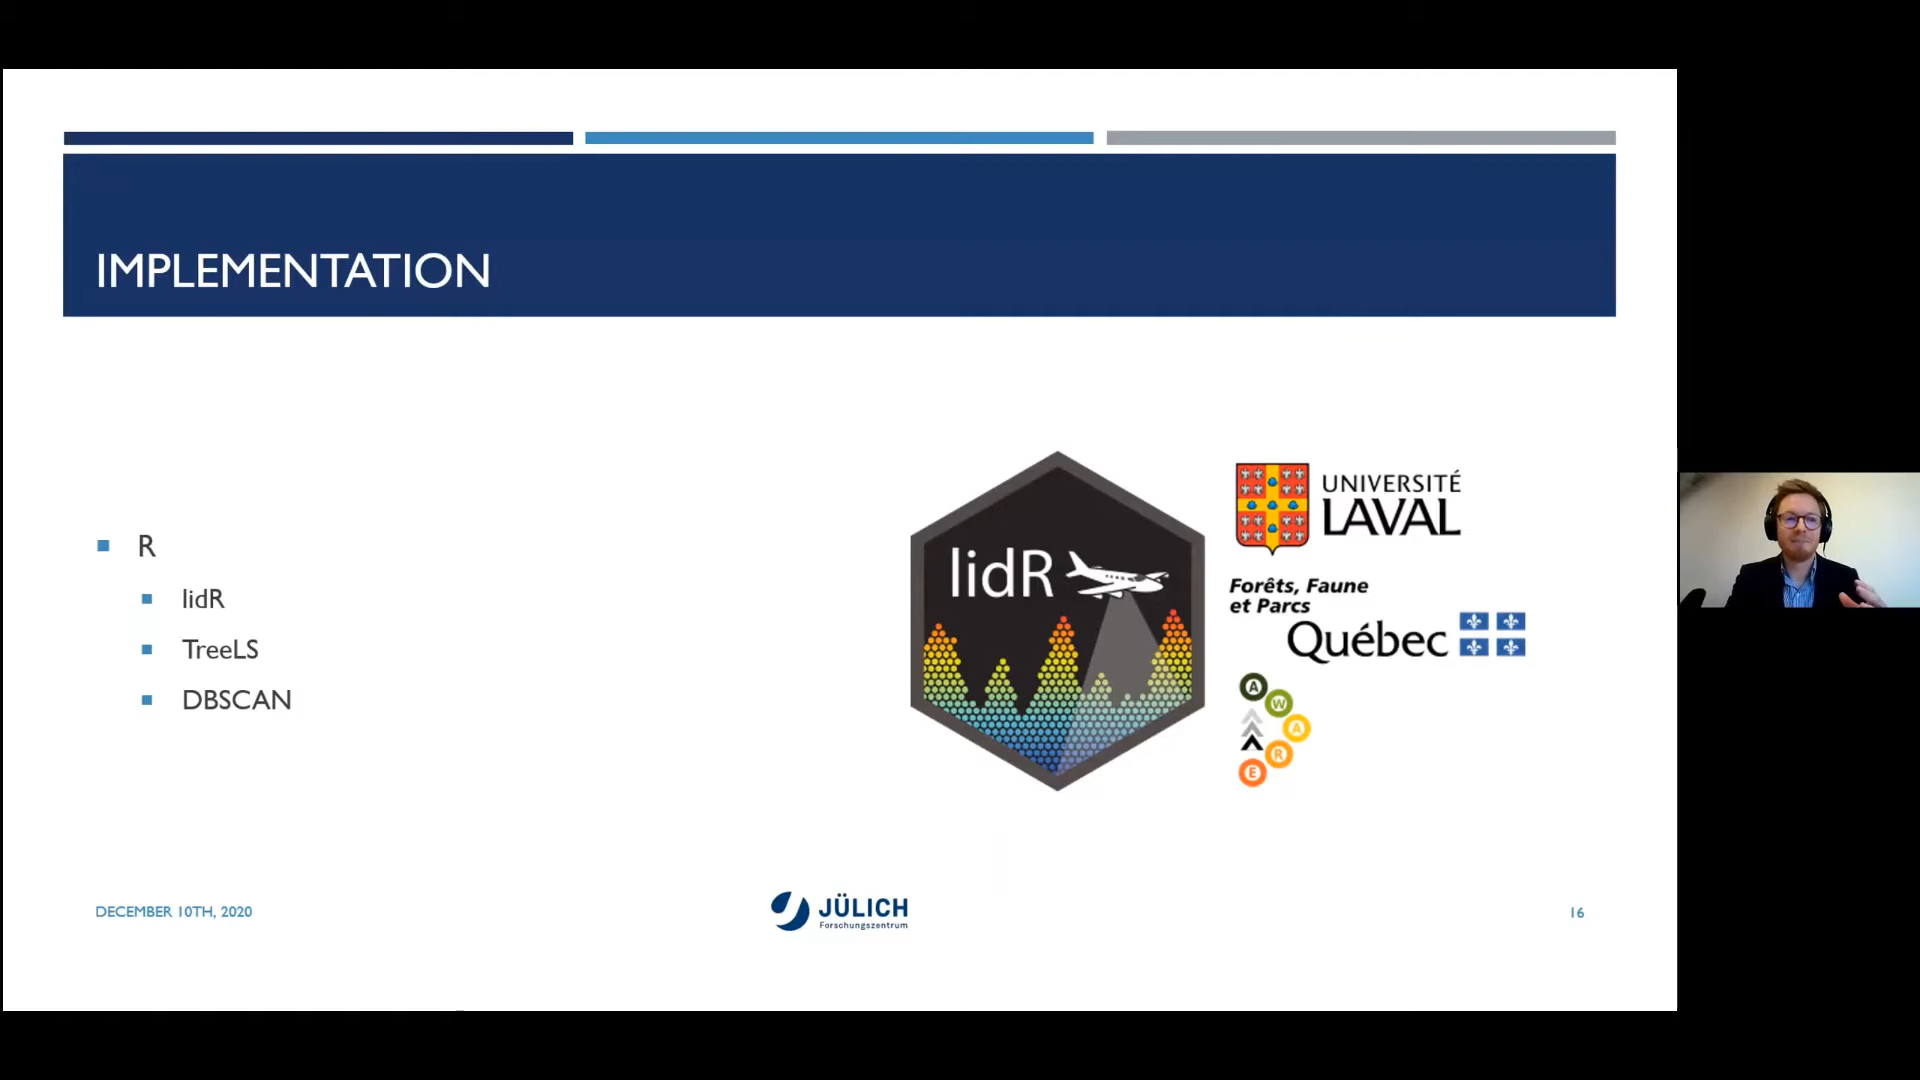 IMPLEMENTATION
R
lidR
TreeLS
DBSCAN
lidR
UNIVERSITÉ
LAVAL
Forêts, Faune
et Parcs
Québec
A
W
A
R
E
DECEMBER 10TH, 2020
JÜLICH
Forschungszentrum
16